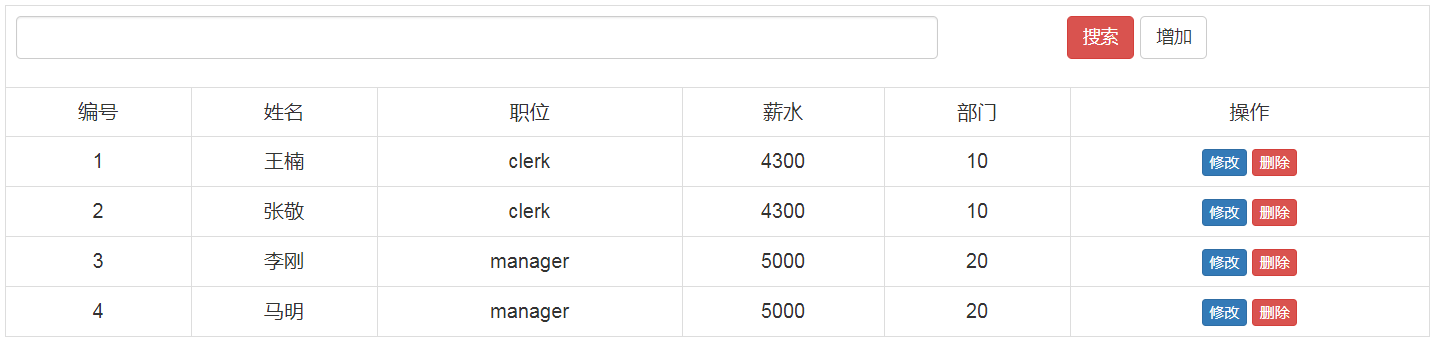 搜索 增加
编号 姓名 职位 薪水 部门 操作
1 王楠 clerk 4300 10 修改 删除
2 张敬 clerk 4300 10 修改 删除
3 李刚 manager 5000 20 修改 删除
4 马明 manager 5000 20 修改 删除